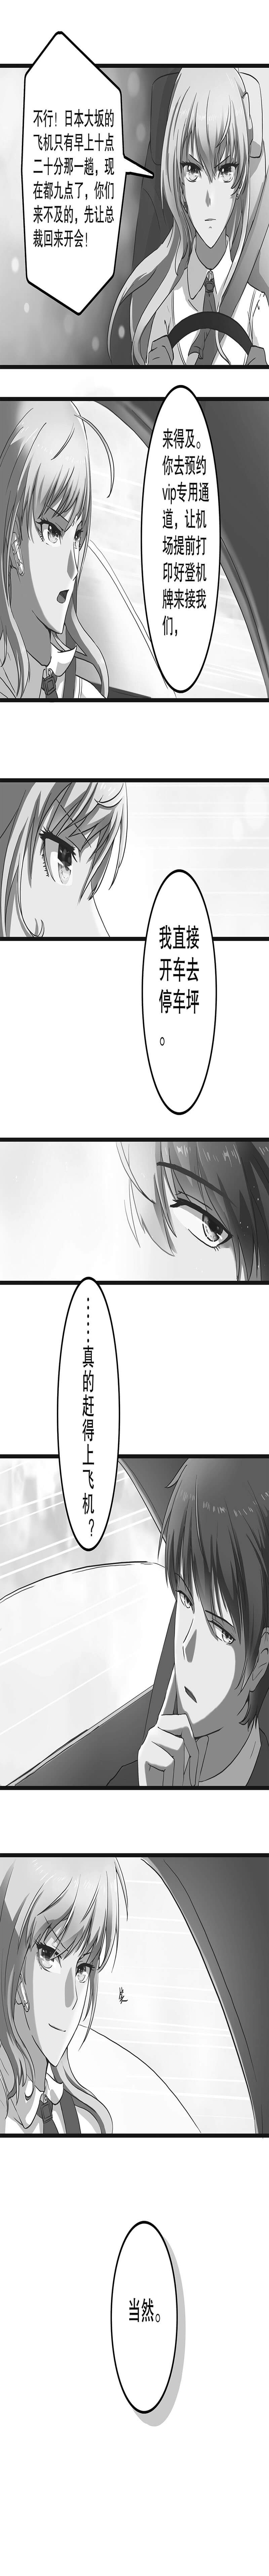 不行！日本大坂的
飞机只有早上十点
二十分那一趟，现
在都九点了，你们
来不及的，先让总
裁回来开会！
来得及。
你去预约
vip专用通
道，让机
场提前打
印好登机
牌来接我
们，
我直接
开车去
停车坪
。
……真的赶得上飞机？
当然。